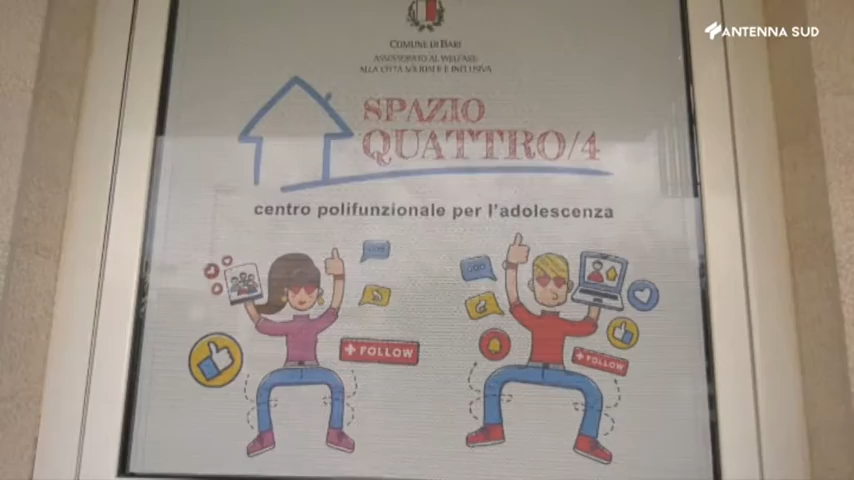 ANTENNA SUD
COMUNE DI BARI
ASSESSORATO AL WELFARE
ALLA CITTÀ SOLIDALE E INCLUSIVA
SPAZIO
QUATTRO/4
centro polifunzionale per l'adolescenza
FOLLOW
FOLLOW